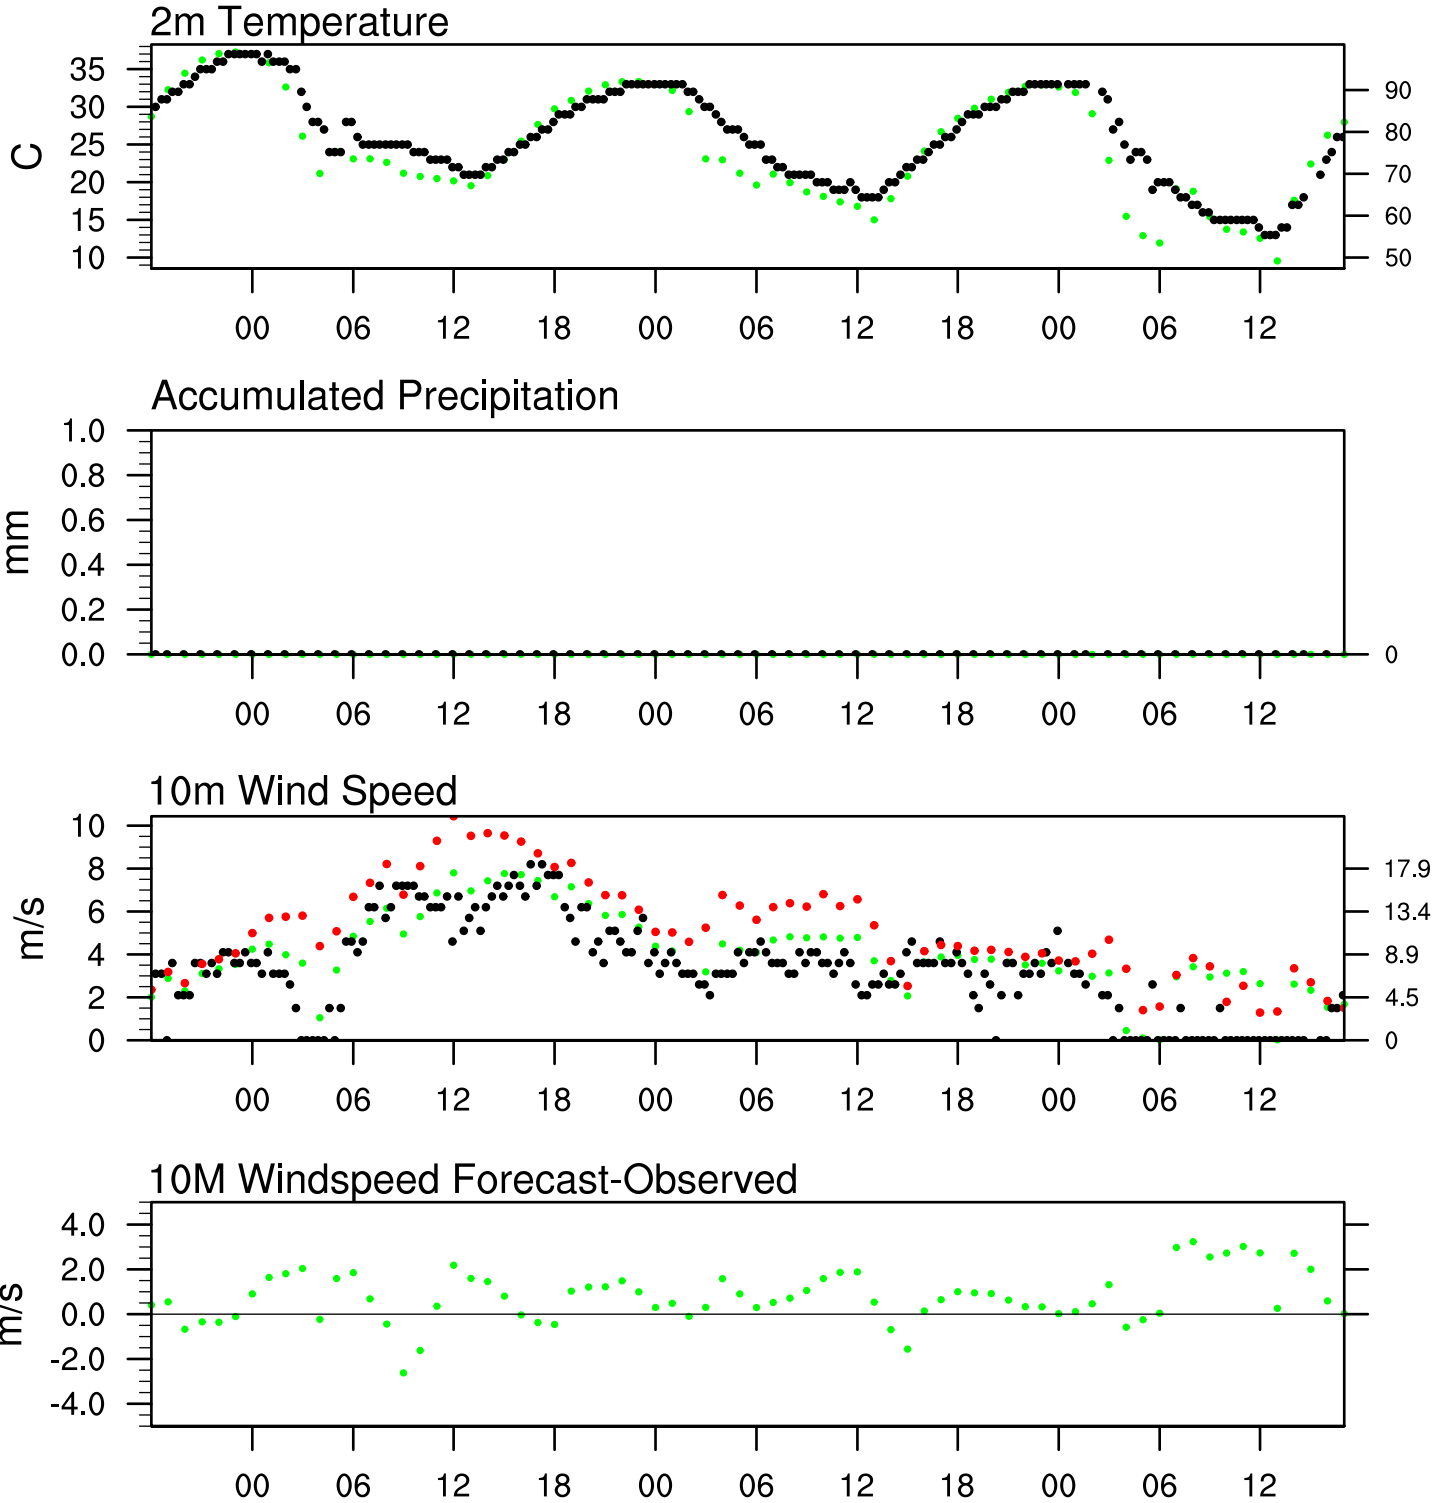 2m Temperature
35
30
25
20
15
10
C
90
80
70
60
50
00 06 12 18 00 06 12 18 00 06 12
Accumulated Precipitation
1.0
0.8
0.6
0.4
0.2
0.0
mm
0
00 06 12 18 00 06 12 18 00 06 12
10m Wind Speed
10
8
6
4
2
0
m/s
17.9
13.4
8.9
4.5
0
00 06 12 18 00 06 12 18 00 06 12
10M Windspeed Forecast-Observed
4.0
2.0
0.0
-2.0
-4.0
m/s
00 06 12 18 00 06 12 18 00 06 12